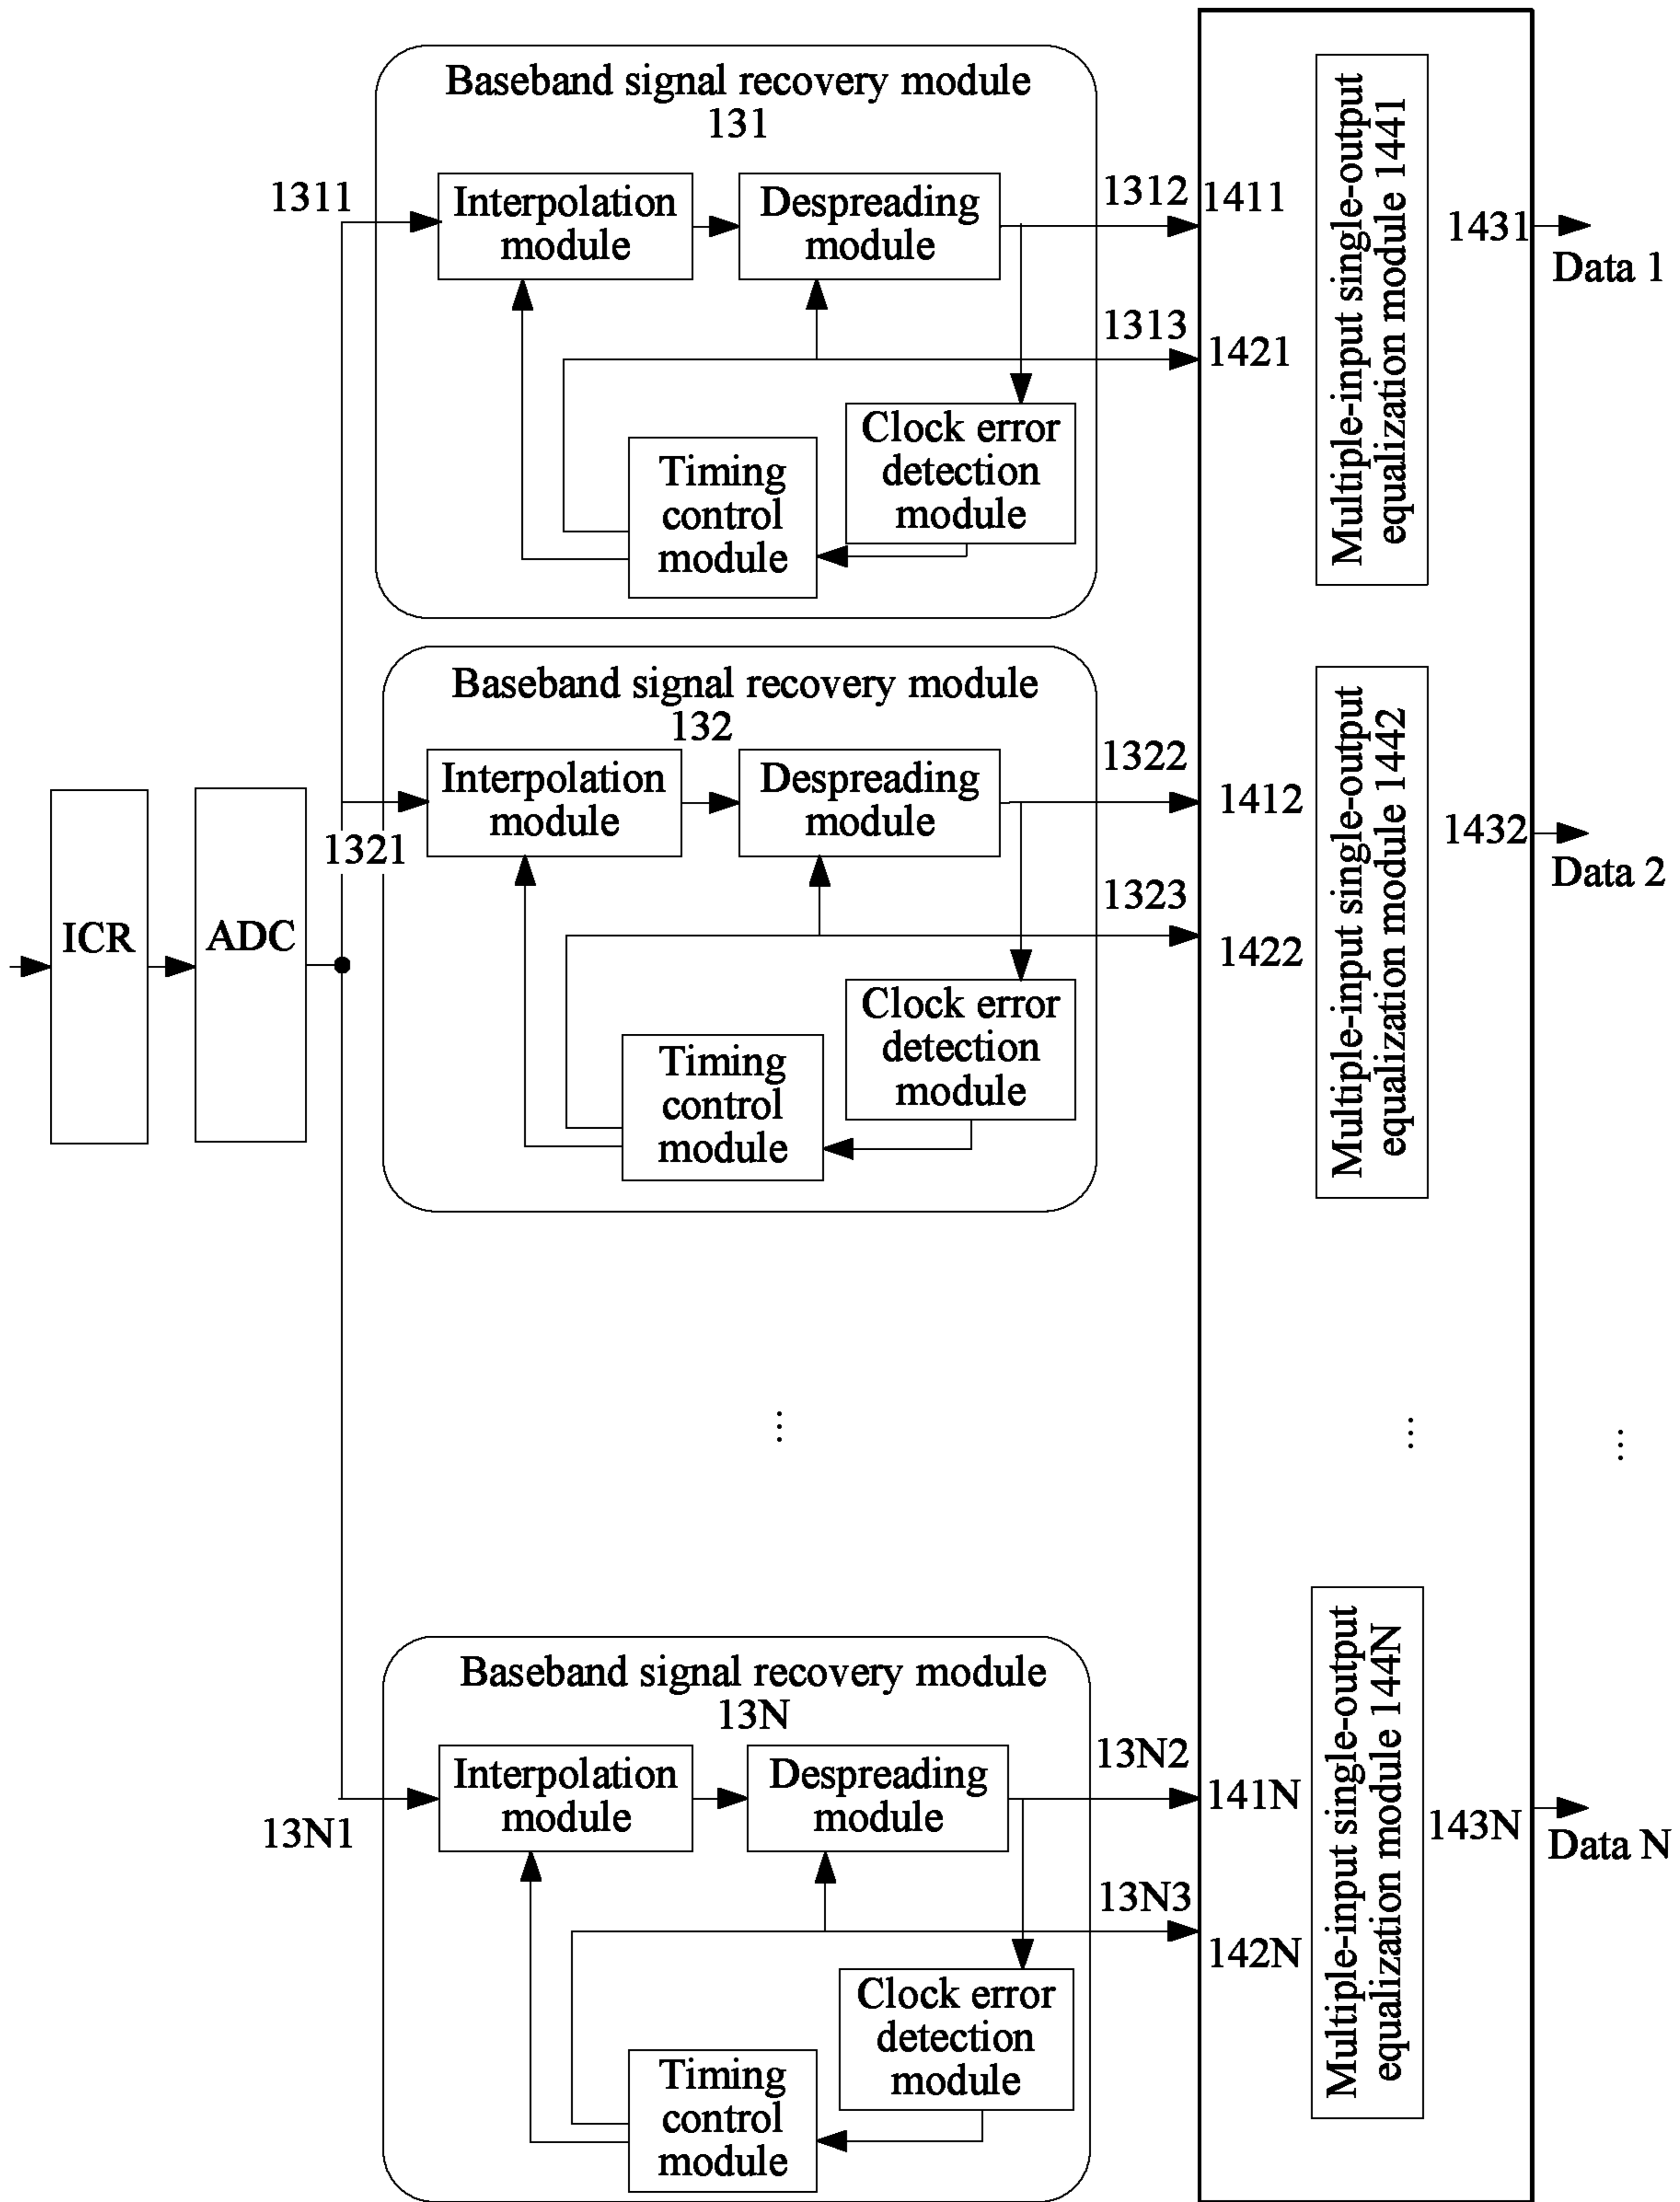 Baseband signal recovery module
131
1311
Interpolation
module
Despreading
module
1312
1411
1313
1421
Clock error
detection
module
Timing
control
module
Multiple-input single-output
equalization module 1441
1431
Data 1
Baseband signal recovery module
132
1321
Interpolation
module
Despreading
module
1322
1412
1323
1422
Clock error
detection
module
Timing
control
module
Multiple-input single-output
equalization module 1442
1432
Data 2
ICR
ADC
...
...
...
Baseband signal recovery module
13N
13N1
Interpolation
module
Despreading
module
13N2
141N
13N3
142N
Clock error
detection
module
Timing
control
module
Multiple-input single-output
equalization module 144N
143N
Data N